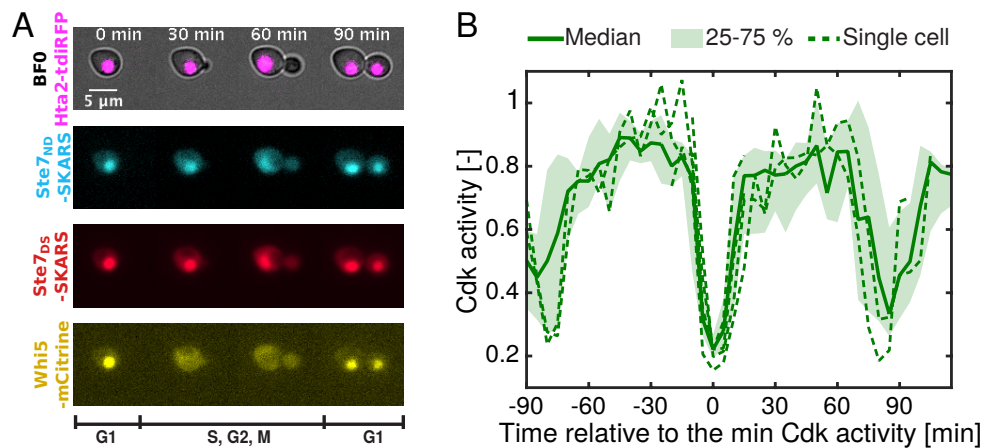 A
0 min 30 min 60 min 90 min
BF0
Hta2-tdiRFP
5 µm
Ste7ND
-SKARS
Ste7DS
-SKARS
Whi5
-mCitrine
G1 S, G2, M G1
B
Median 25-75 % Single cell
Cdk activity [-]
1
0.8
0.6
0.4
0.2
-90 -60 -30 0 30 60 90
Time relative to the min Cdk activity [min]